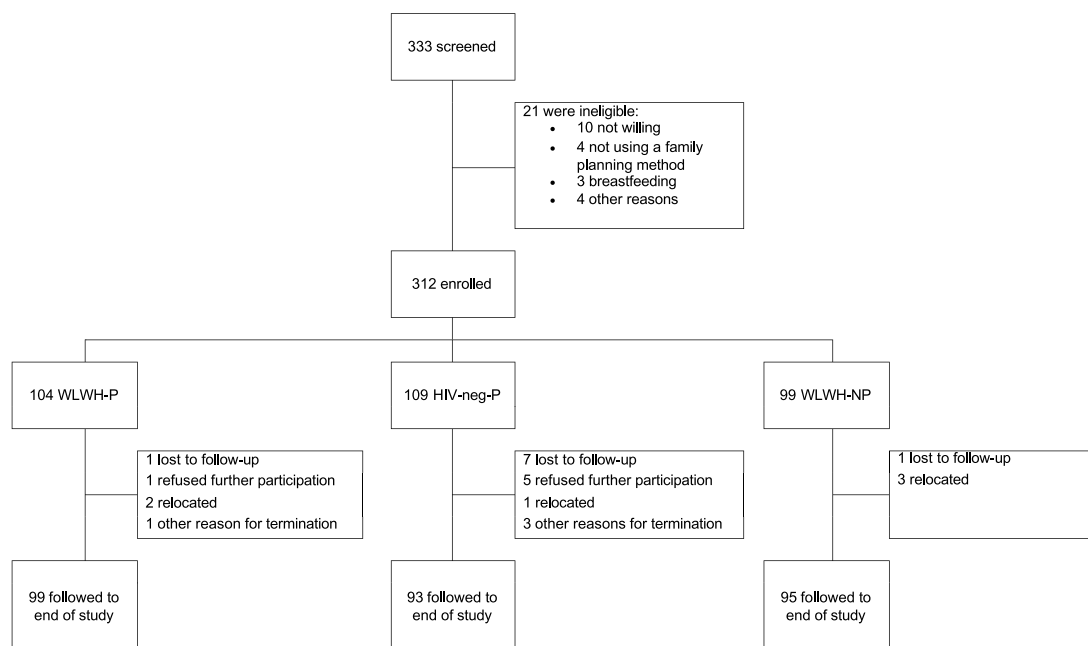 333 screened
21 were ineligible:
• 10 not willing
• 4 not using a family
planning method
• 3 breastfeeding
• 4 other reasons
312 enrolled
104 WLWH-P
109 HIV-neg-P
99 WLWH-NP
1 lost to follow-up
1 refused further participation
2 relocated
1 other reason for termination
7 lost to follow-up
5 refused further participation
1 relocated
3 other reasons for termination
1 lost to follow-up
3 relocated
99 followed to
end of study
93 followed to
end of study
95 followed to
end of study